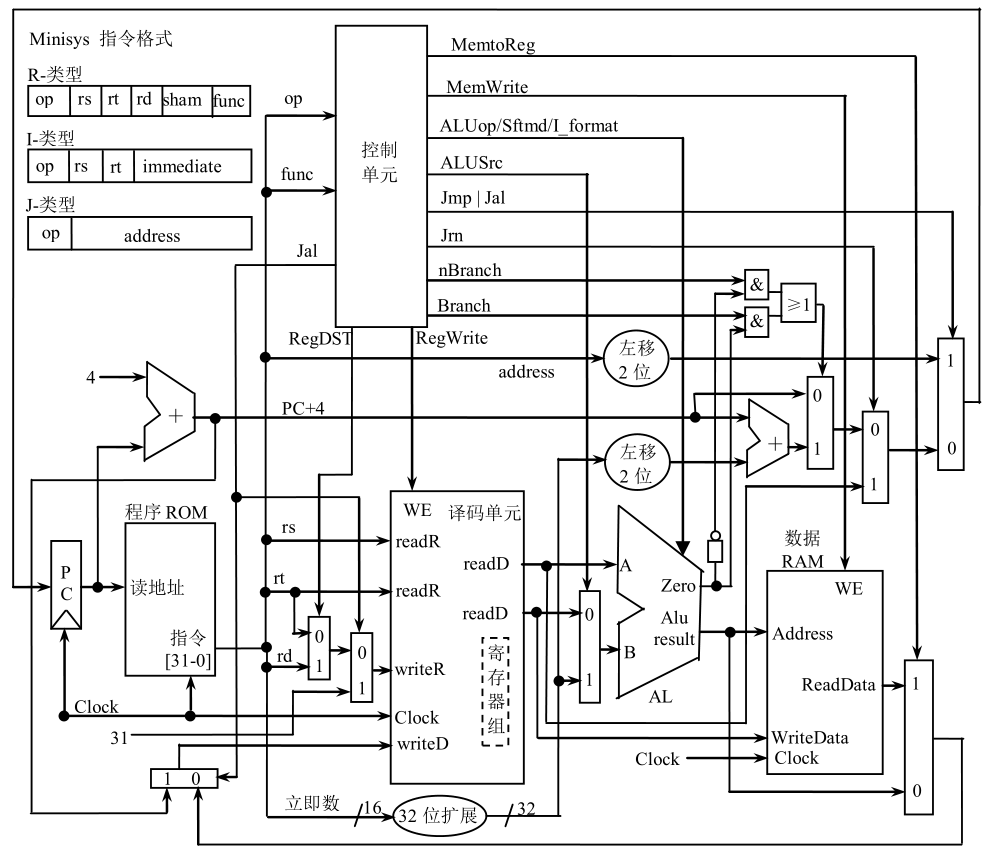 Minisys 指令格式
R-类型
op rs rt rd sham func
I-类型
op rs rt immediate
J-类型
op address
op
func
Jal
控制
单元
MemtoReg
MemWrite
ALUop/Sftmd/I_format
ALUSrc
Jmp | Jal
Jrn
nBranch
Branch
RegDST
RegWrite
&
&
≥1
左移
2 位
address
1
0
4
+
PC+4
0
1
+
0
1
左移
2 位
程序 ROM
读地址
指令
[31-0]
P
C
Clock
31
rs
rt
rd
0
1
0
1
WE 译码单元
readR
readR
writeR
Clock
writeD
readD
readD
寄
存
器
组
0
1
A
B
Zero
Alu
result
AL
数据
RAM
WE
Address
ReadData
WriteData
Clock
Clock
1
0
1 0
立即数
16
32 位扩展
32